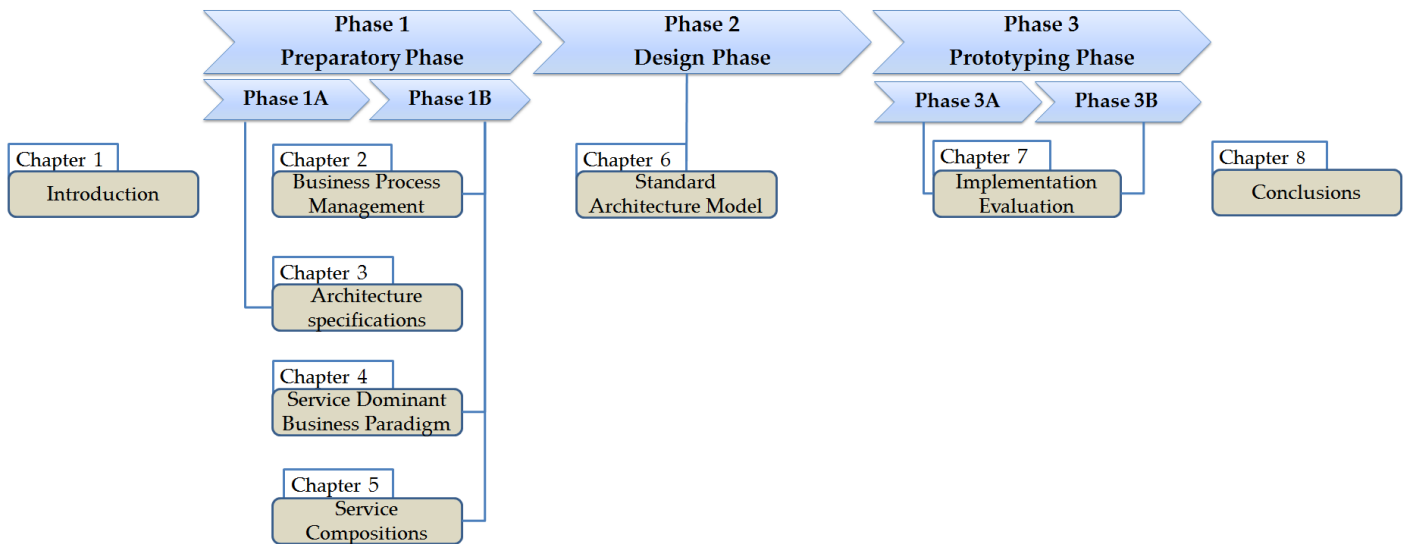 Phase 1
Preparatory Phase
Phase 2
Design Phase
Phase 3
Prototyping Phase
Phase 1A
Phase 1B
Phase 3A
Phase 3B
Chapter 1
Introduction
Chapter 2
Business Process
Management
Chapter 3
Architecture
specifications
Chapter 4
Service Dominant
Business Paradigm
Chapter 5
Service
Compositions
Chapter 6
Standard
Architecture Model
Chapter 7
Implementation
Evaluation
Chapter 8
Conclusions